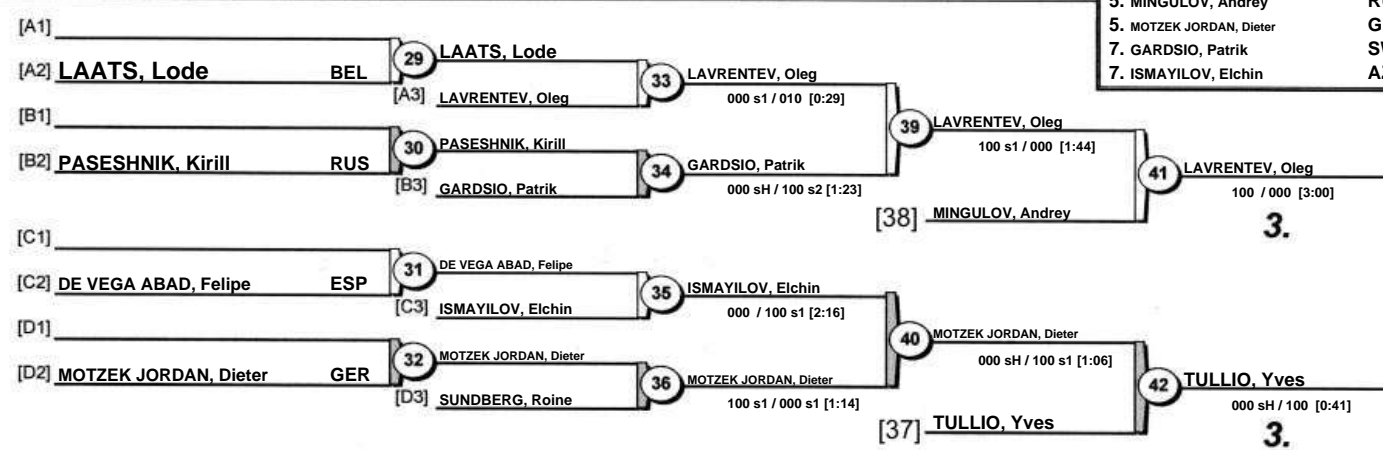 5. MINGULOV, Andrey
5. MOTZEK JORDAN, Dieter
7. GARDSIO, Patrik
7. ISMAYILOV, Elchin
[A1]
[A2] LAATS, Lode BEL
29
LAATS, Lode
[A3] LAVRENTEV, Oleg
33
LAVRENTEV, Oleg
000 s1 / 010 [0:29]
[B1]
[B2] PASESHNIK, Kirill RUS
30
PASESHNIK, Kirill
[B3] GARDSIO, Patrik
34
GARDSIO, Patrik
000 sH / 100 s2 [1:23]
39
LAVRENTEV, Oleg
100 s1 / 000 [1:44]
[38] MINGULOV, Andrey
41
LAVRENTEV, Oleg
100 / 000 [3:00]
3.
[C1]
[C2] DE VEGA ABAD, Felipe ESP
31
DE VEGA ABAD, Felipe
[C3] ISMAYILOV, Elchin
35
ISMAYILOV, Elchin
000 / 100 s1 [2:16]
[D1]
[D2] MOTZEK JORDAN, Dieter GER
32
MOTZEK JORDAN, Dieter
[D3] SUNDBERG, Roine
36
MOTZEK JORDAN, Dieter
100 s1 / 000 s1 [1:14]
40
MOTZEK JORDAN, Dieter
000 sH / 100 s1 [1:06]
[37] TULLIO, Yves
42
TULLIO, Yves
000 sH / 100 [0:41]
3.